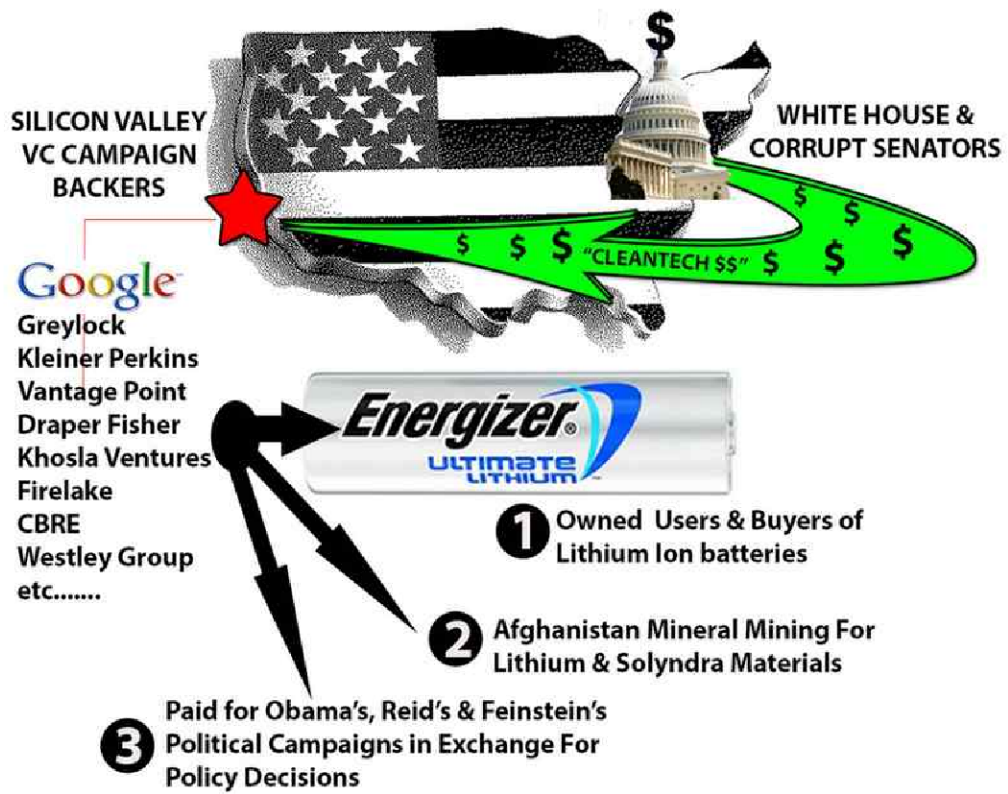 $
SILICON VALLEY
VC CAMPAIGN
BACKERS
WHITE HOUSE &
CORRUPT SENATORS
$ $ $ "CLEANTECH $$" $ $ $ $ $
Google™
Greylock
Kleiner Perkins
Vantage Point
Draper Fisher
Khosla Ventures
Firelake
CBRE
Westley Group
etc.......
Energizer®
ULTIMATE
LITHIUM™
1 Owned Users & Buyers of
Lithium Ion batteries
2 Afghanistan Mineral Mining For
Lithium & Solyndra Materials
3 Paid for Obama's, Reid's & Feinstein's
Political Campaigns in Exchange For
Policy Decisions